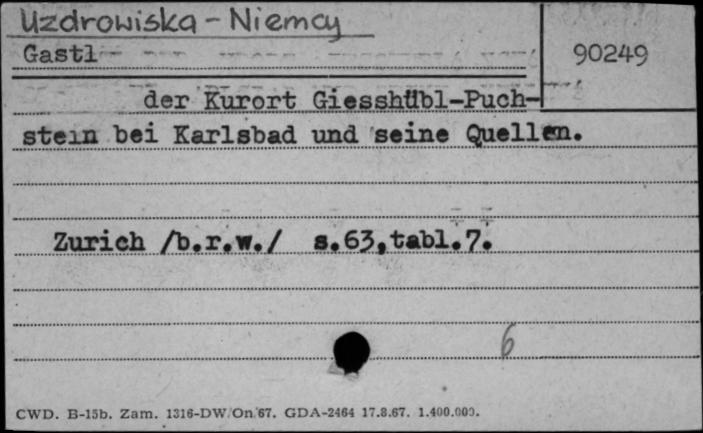 Uzdrowiska - Niemcy
Gastl
90249
der Kurort Giesshübl-Puch-
stein bei Karlsbad und seine Quellen.
Zurich /b.r.w./ s.63,tabl.7.
6
CWD. B-15b. Zam. 1316-DW/On/67. GDA-2464 17.8.67. 1.400.000.